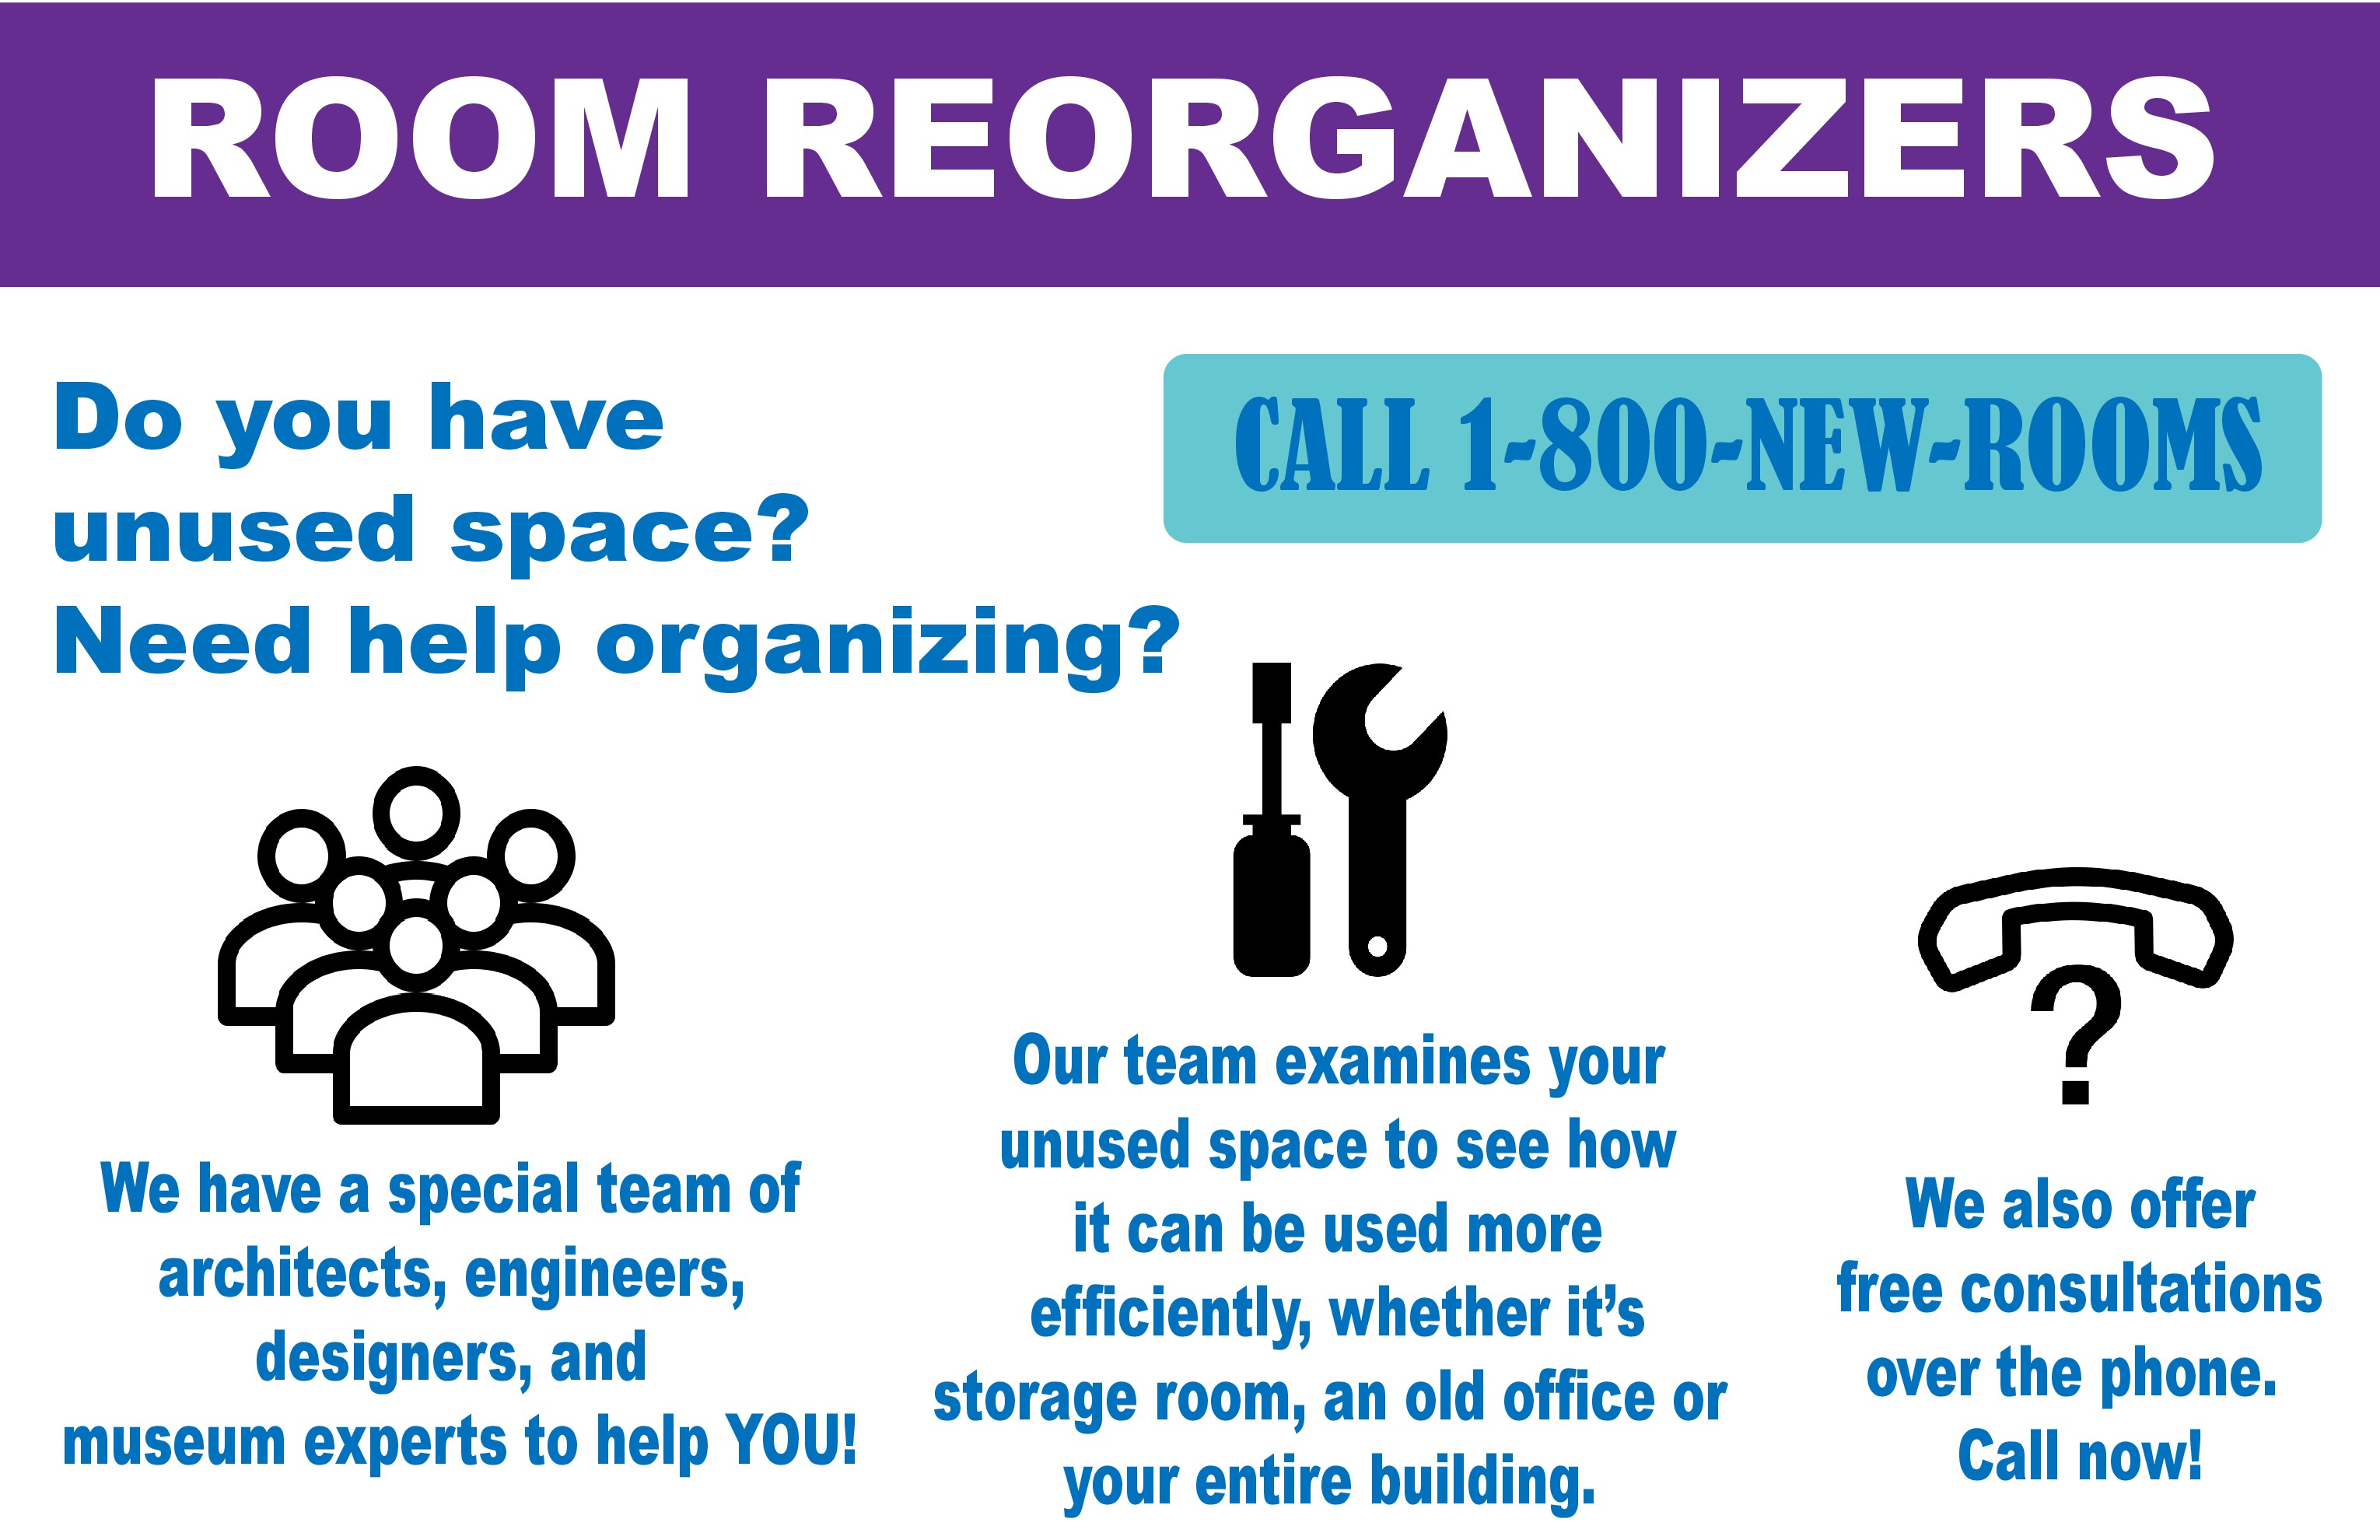 ROOM REORGANIZERS
Do you have
unused space?
Need help organizing?
CALL 1-800-NEW-ROOMS
We have a special team of
architects, engineers,
designers, and
museum experts to help YOU!
Our team examines your
unused space to see how
it can be used more
efficiently, whether it's
storage room, an old office or
your entire building.
?
We also offer
free consultations
over the phone.
Call now!